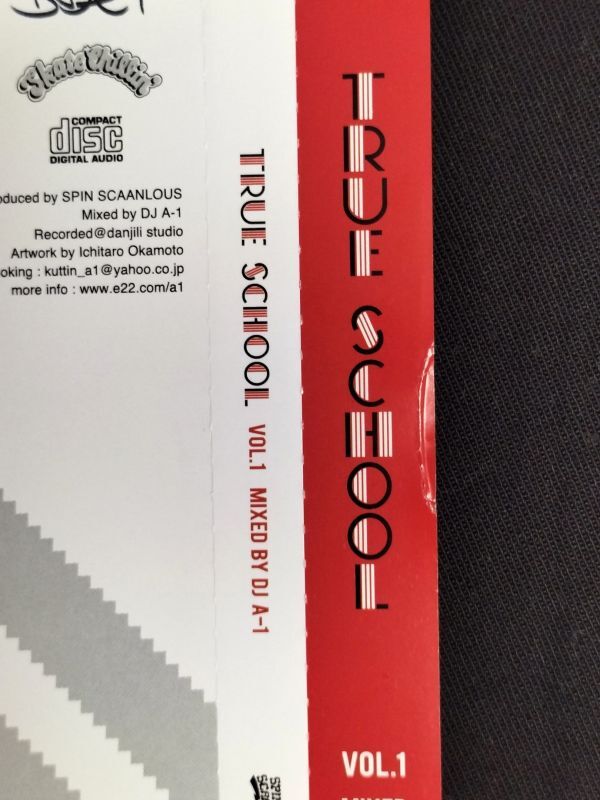 Skate Chillin'
COMPACT
disc
DIGITAL AUDIO
oduced by SPIN SCAANLOUS
Mixed by DJ A-1
Recorded@danjili studio
Artwork by Ichitaro Okamoto
oking : kuttin_a1@yahoo.co.jp
more info : www.e22.com/a1
TRUE SCHOOL VOL.1 MIXED BY DJ A-1
SPIN
TRUE SCHOOL
VOL.1
MIXED